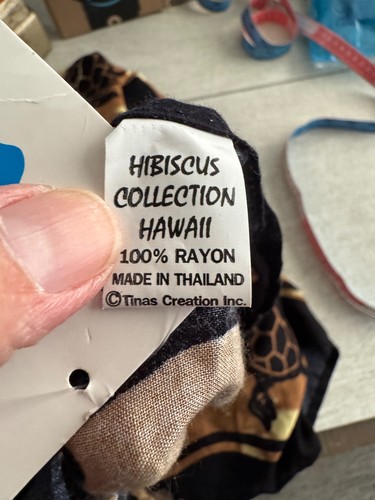 HIBISCUS
COLLECTION
HAWAII
100% RAYON
MADE IN THAILAND
©Tinas Creation Inc.